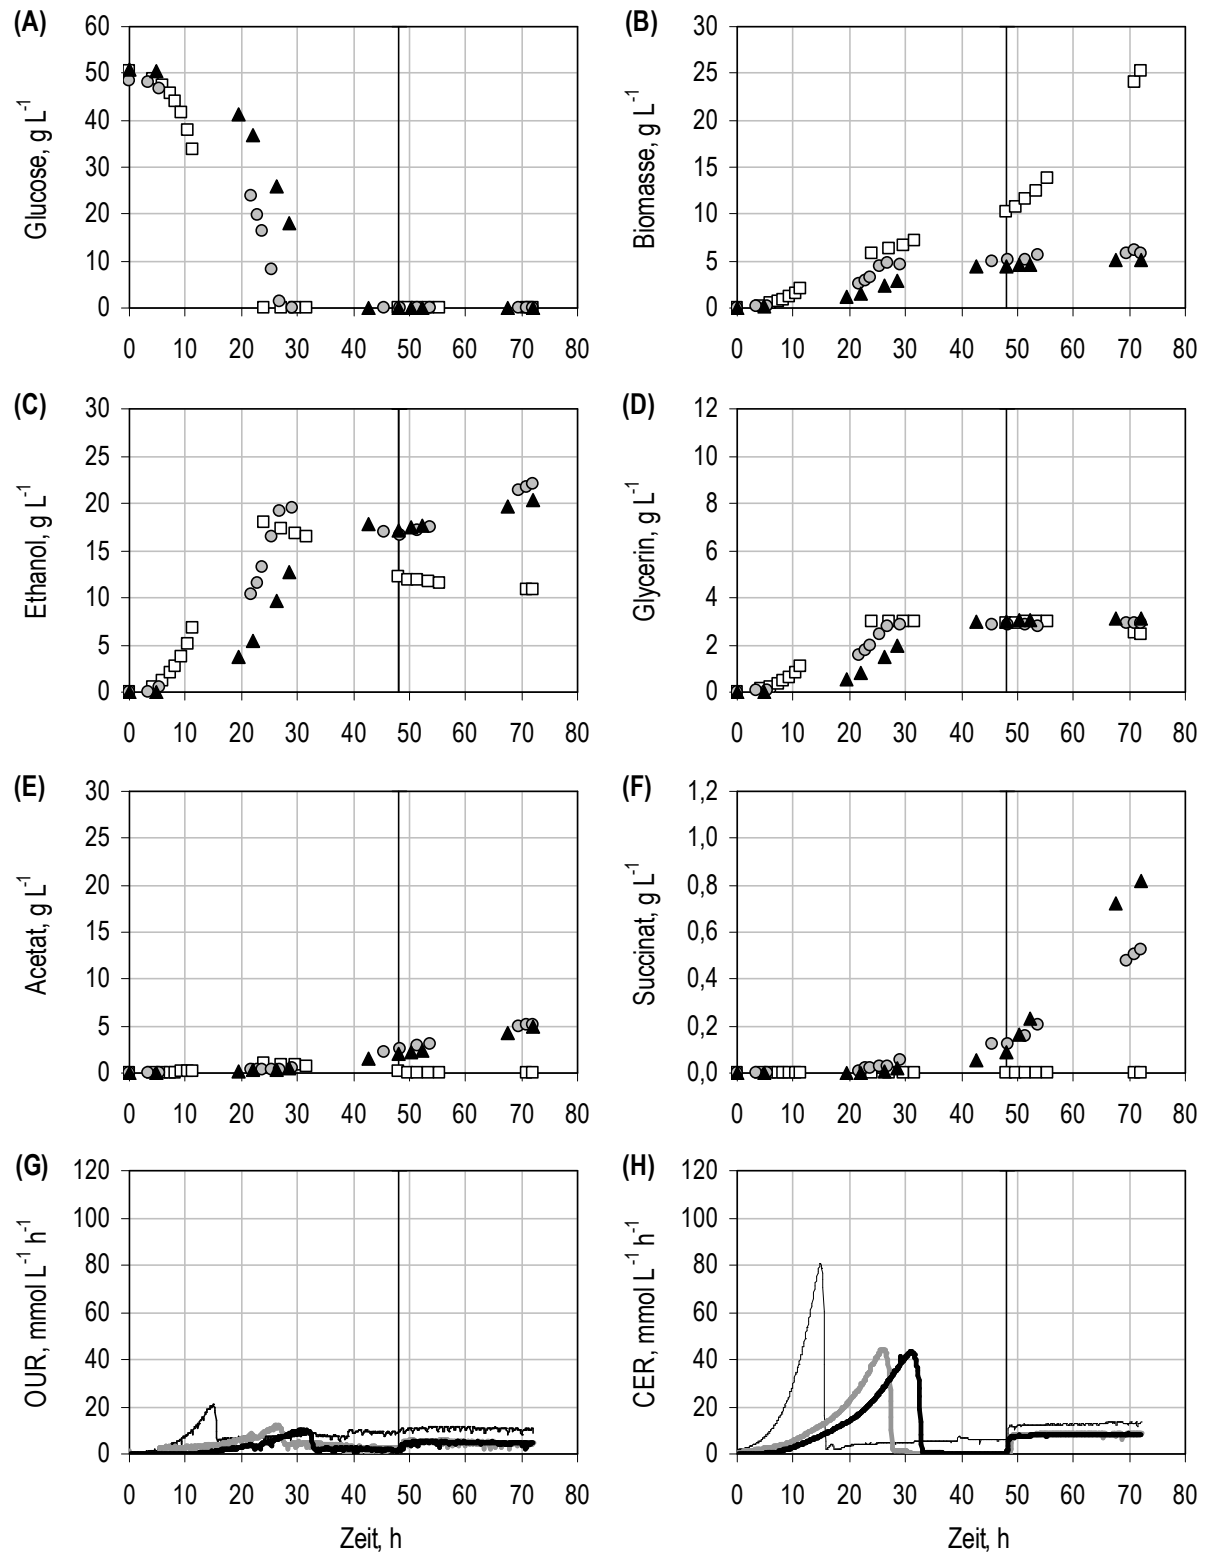 (A)
Glucose, g L⁻¹
60
50
40
30
20
10
0
0 10 20 30 40 50 60 70 80
(B)
Biomasse, g L⁻¹
30
25
20
15
10
5
0
0 10 20 30 40 50 60 70 80
(C)
Ethanol, g L⁻¹
30
25
20
15
10
5
0
0 10 20 30 40 50 60 70 80
(D)
Glycerin, g L⁻¹
12
10
8
6
4
2
0
0 10 20 30 40 50 60 70 80
(E)
Acetat, g L⁻¹
30
25
20
15
10
5
0
0 10 20 30 40 50 60 70 80
(F)
Succinat, g L⁻¹
1,2
1,0
0,8
0,6
0,4
0,2
0,0
0 10 20 30 40 50 60 70 80
(G)
OUR, mmol L⁻¹ h⁻¹
120
100
80
60
40
20
0
0 10 20 30 40 50 60 70 80
Zeit, h
(H)
CER, mmol L⁻¹ h⁻¹
120
100
80
60
40
20
0
0 10 20 30 40 50 60 70 80
Zeit, h